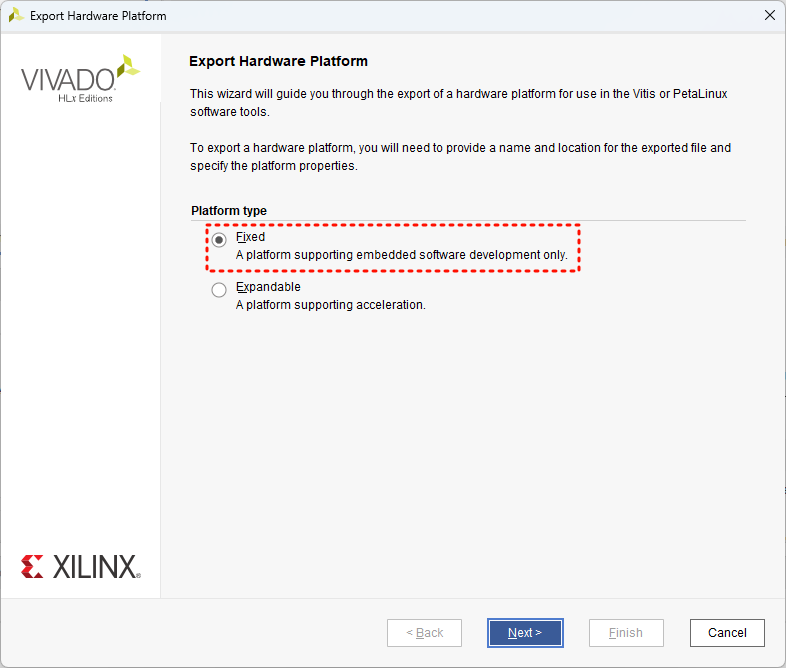 Export Hardware Platform
VIVADO.
HLx Editions
Export Hardware Platform
This wizard will guide you through the export of a hardware platform for use in the Vitis or PetaLinux
software tools.
To export a hardware platform, you will need to provide a name and location for the exported file and
specify the platform properties.
Platform type
Fixed
A platform supporting embedded software development only.
Expandable
A platform supporting acceleration.
XILINX®
< Back
Next >
Finish
Cancel